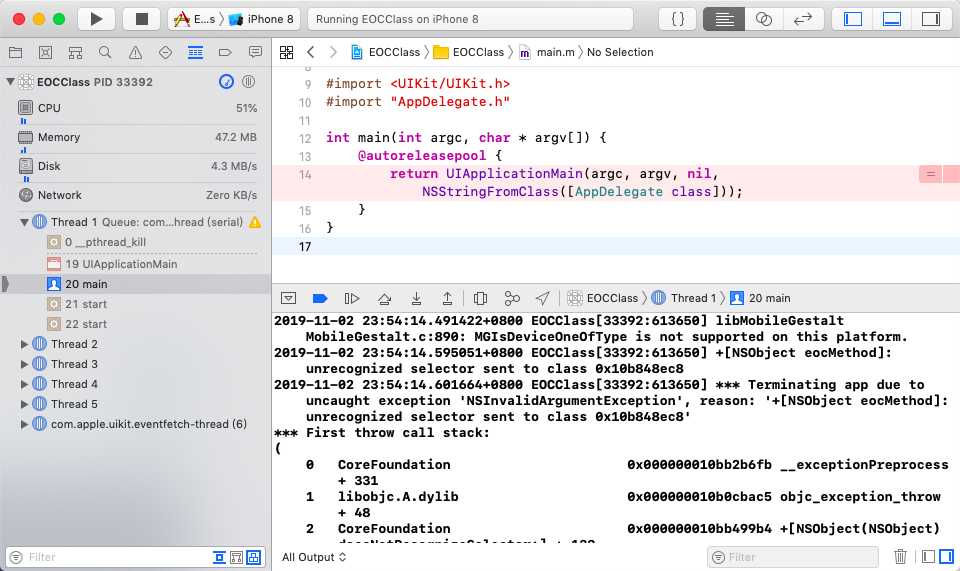 E...s iPhone 8
Running EOCClass on iPhone 8
EOCClass EOCClass main.m No Selection
EOCClass PID 33392
CPU 51%
Memory 47.2 MB
Disk 4.3 MB/s
Network Zero KB/s
Thread 1 Queue: com...hread (serial)
0 __pthread_kill
19 UIApplicationMain
20 main
21 start
22 start
Thread 2
Thread 3
Thread 4
Thread 5
com.apple.uikit.eventfetch-thread (6)
Filter
9 #import <UIKit/UIKit.h>
10 #import "AppDelegate.h"
11
12 int main(int argc, char * argv[]) {
13 @autoreleasepool {
14 return UIApplicationMain(argc, argv, nil,
NSStringFromClass([AppDelegate class]));
15 }
16 }
17
EOCClass Thread 1 20 main
2019-11-02 23:54:14.491422+0800 EOCClass[33392:613650] libMobileGestalt
MobileGestalt.c:890: MGIsDeviceOneOfType is not supported on this platform.
2019-11-02 23:54:14.595051+0800 EOCClass[33392:613650] +[NSObject eocMethod]:
unrecognized selector sent to class 0x10b848ec8
2019-11-02 23:54:14.601664+0800 EOCClass[33392:613650] *** Terminating app due to
uncaught exception 'NSInvalidArgumentException', reason: '+[NSObject eocMethod]:
unrecognized selector sent to class 0x10b848ec8'
*** First throw call stack:
(
0 CoreFoundation 0x000000010bb2b6fb __exceptionPreprocess
+ 331
1 libobjc.A.dylib 0x000000010b0cbac5 objc_exception_throw
+ 48
2 CoreFoundation 0x000000010bb499b4 +[NSObject(NSObject)
All Output
Filter